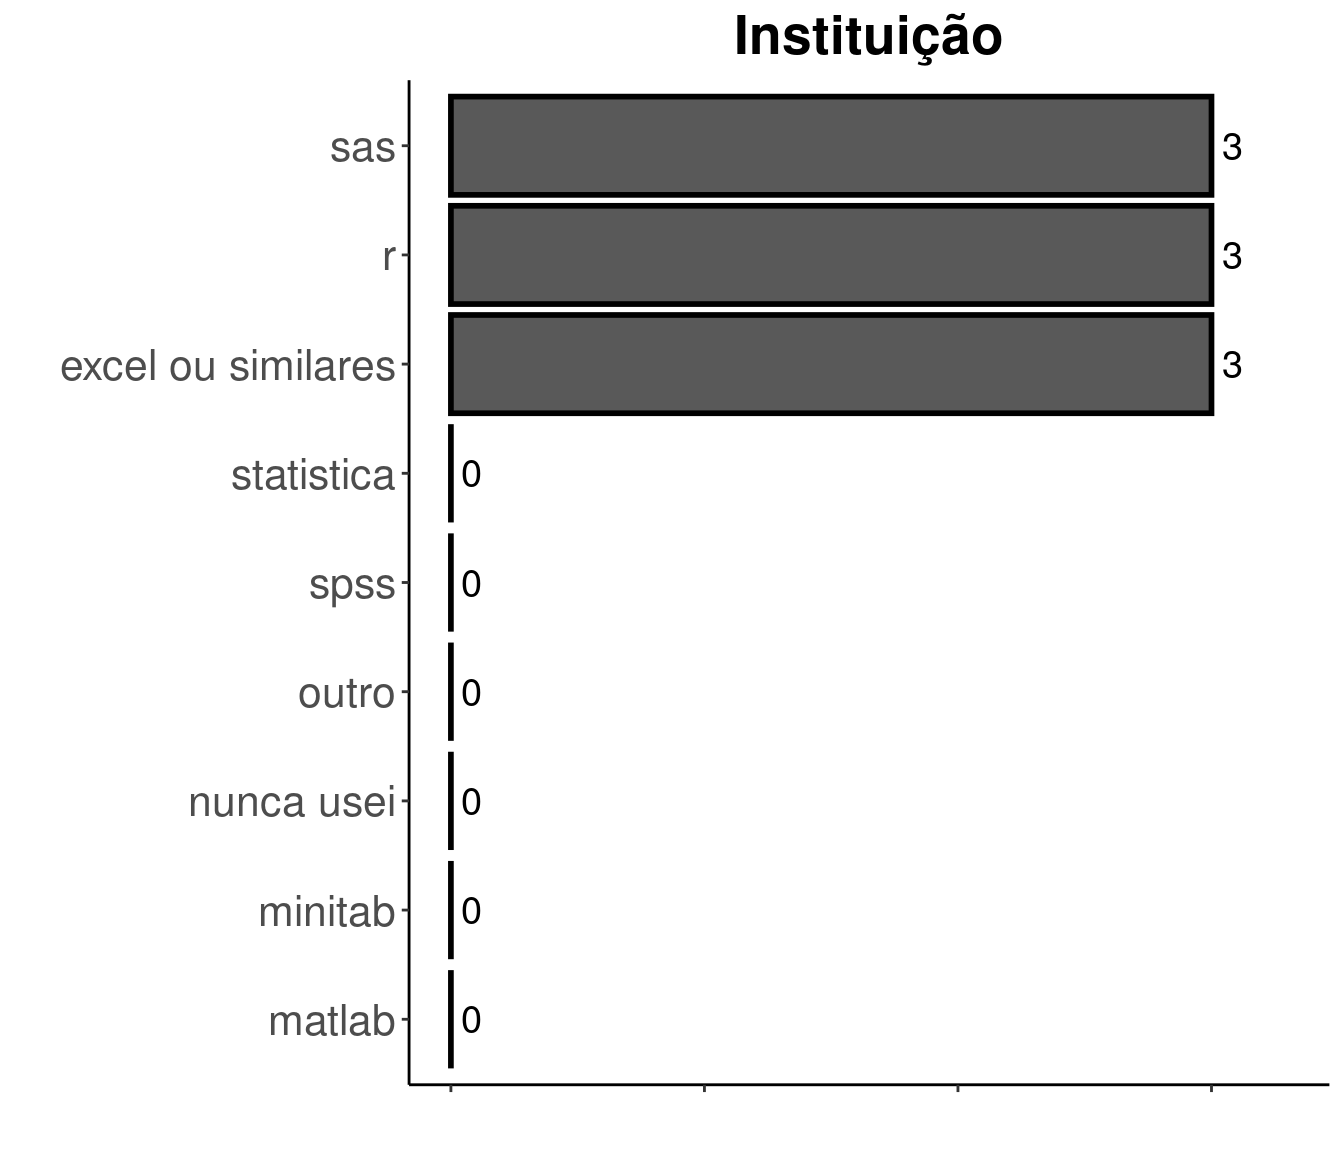 Instituição
sas 3
r 3
excel ou similares 3
statistica 0
spss 0
outro 0
nunca usei 0
minitab 0
matlab 0